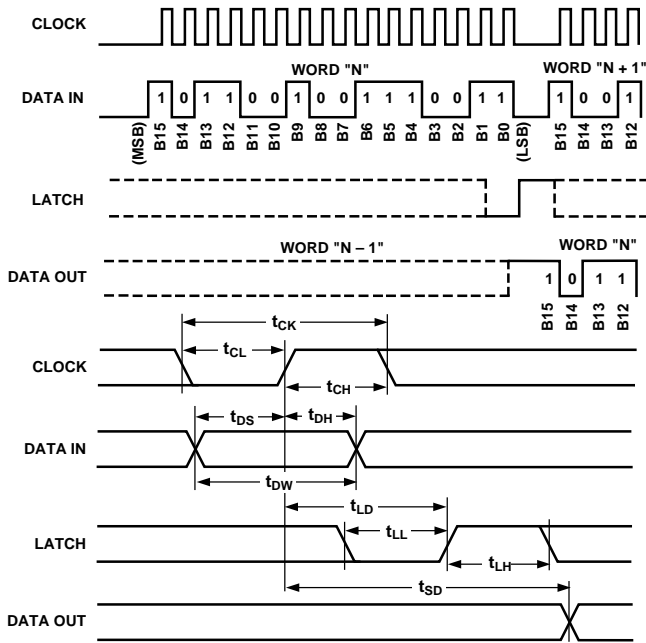 CLOCK
WORD "N" WORD "N + 1"
DATA IN 1 0 1 1 0 0 1 0 0 1 1 1 0 0 1 1 1 0 0 1
(MSB) B15 B14 B13 B12 B11 B10 B9 B8 B7 B6 B5 B4 B3 B2 B1 B0 (LSB) B15 B14 B13 B12
LATCH
WORD "N – 1" WORD "N"
DATA OUT 1 0 1 1
B15 B14 B13 B12
tCK
CLOCK tCL
tCH
tDS tDH
DATA IN
tDW
tLD
LATCH tLL
tLH
tSD
DATA OUT